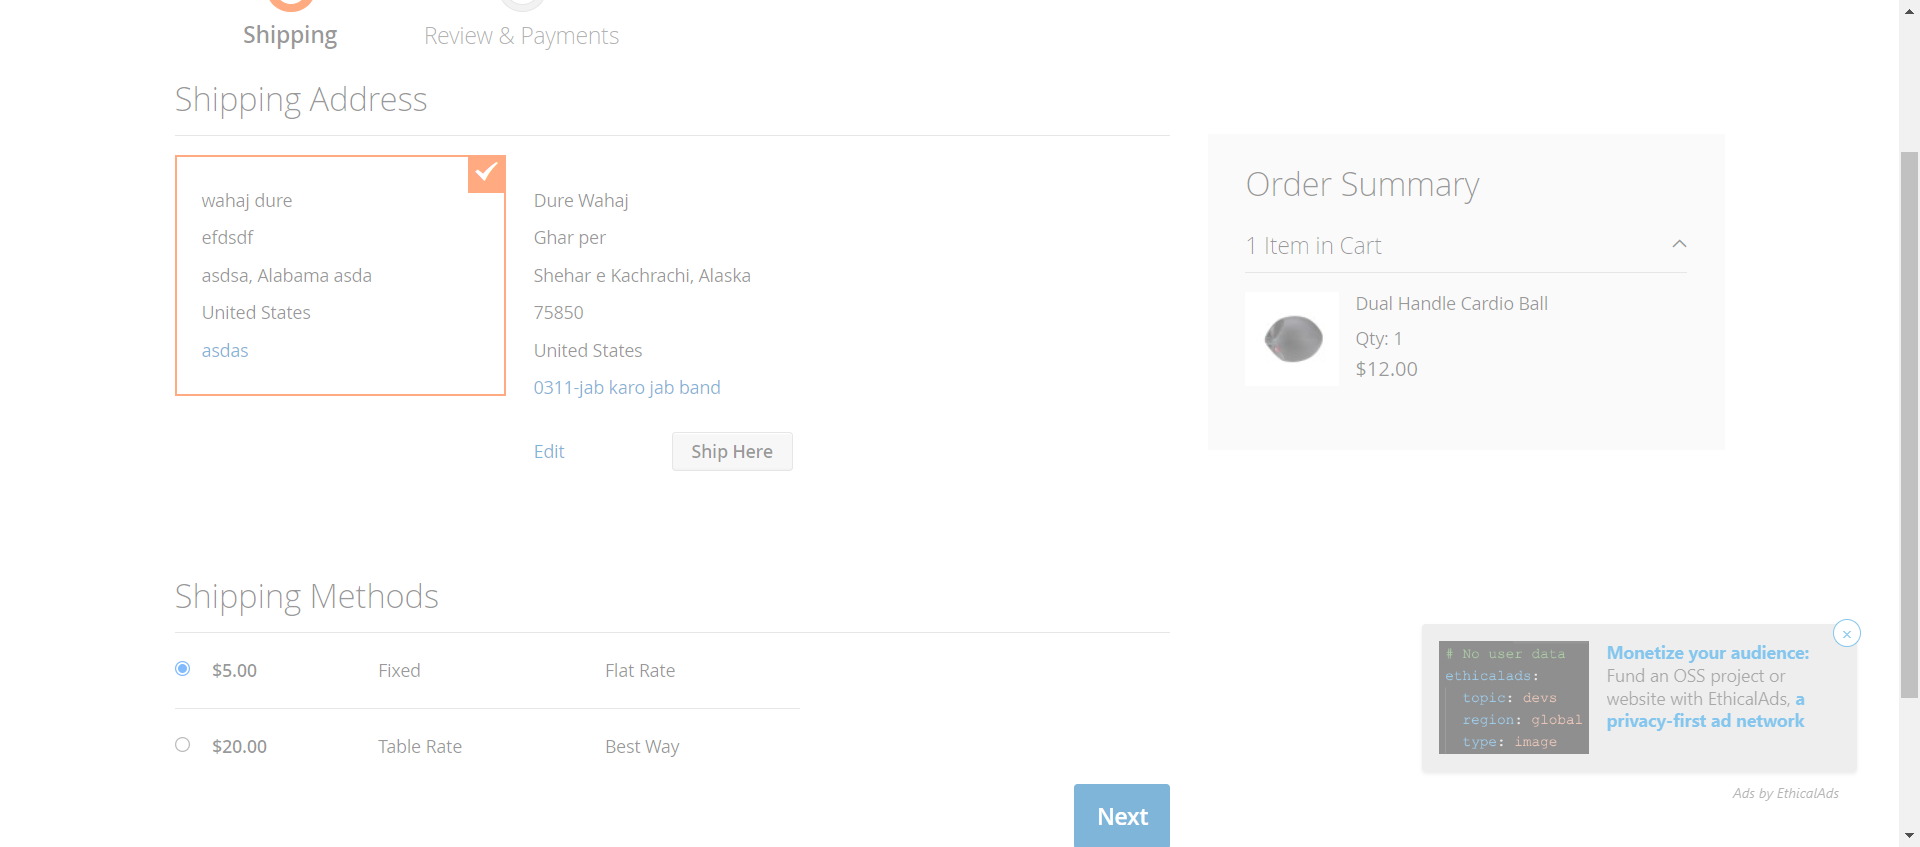 Shipping
Review & Payments
Shipping Address
wahaj dure
efdsdf
asdsa, Alabama asda
United States
asdas
Dure Wahaj
Ghar per
Shehar e Kachrachi, Alaska
75850
United States
0311-jab karo jab band
Edit
Ship Here
Order Summary
1 Item in Cart
Dual Handle Cardio Ball
Qty: 1
$12.00
Shipping Methods
$5.00 Fixed Flat Rate
$20.00 Table Rate Best Way
Next
# No user data
ethicalads:
topic: devs
region: global
type: image
Monetize your audience:
Fund an OSS project or
website with EthicalAds, a
privacy-first ad network
Ads by EthicalAds